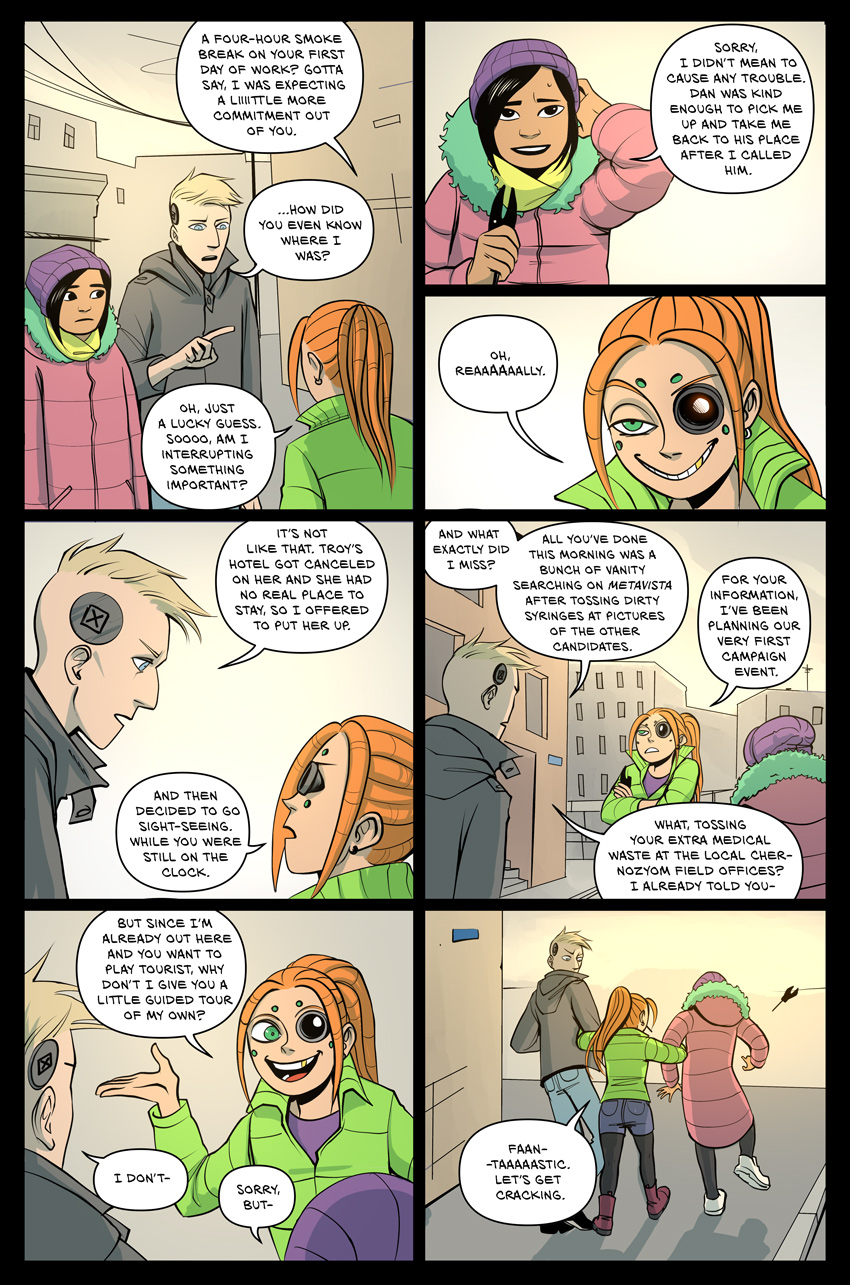 A FOUR-HOUR SMOKE
BREAK ON YOUR FIRST
DAY OF WORK? GOTTA
SAY, I WAS EXPECTING
A LIIITTLE MORE
COMMITMENT OUT
OF YOU.
...HOW DID
YOU EVEN KNOW
WHERE I
WAS?
OH, JUST
A LUCKY GUESS.
SOOOO, AM I
INTERRUPTING
SOMETHING
IMPORTANT?
SORRY,
I DIDN'T MEAN TO
CAUSE ANY TROUBLE.
DAN WAS KIND
ENOUGH TO PICK ME
UP AND TAKE ME
BACK TO HIS PLACE
AFTER I CALLED
HIM.
OH,
REAAAAAALLY.
IT'S NOT
LIKE THAT. TROY'S
HOTEL GOT CANCELED
ON HER AND SHE HAD
NO REAL PLACE TO
STAY, SO I OFFERED
TO PUT HER UP.
AND THEN
DECIDED TO GO
SIGHT-SEEING.
WHILE YOU WERE
STILL ON THE
CLOCK.
AND WHAT
EXACTLY DID
I MISS?
ALL YOU'VE DONE
THIS MORNING WAS A
BUNCH OF VANITY
SEARCHING ON METAVISTA
AFTER TOSSING DIRTY
SYRINGES AT PICTURES
OF THE OTHER
CANDIDATES.
FOR YOUR
INFORMATION,
I'VE BEEN
PLANNING OUR
VERY FIRST
CAMPAIGN
EVENT.
WHAT, TOSSING
YOUR EXTRA MEDICAL
WASTE AT THE LOCAL CHER-
NOZYOM FIELD OFFICES?
I ALREADY TOLD YOU-
BUT SINCE I'M
ALREADY OUT HERE
AND YOU WANT TO
PLAY TOURIST, WHY
DON'T I GIVE YOU A
LITTLE GUIDED TOUR
OF MY OWN?
I DON'T-
SORRY,
BUT-
FAAN-
-TAAAAASTIC.
LET'S GET
CRACKING.